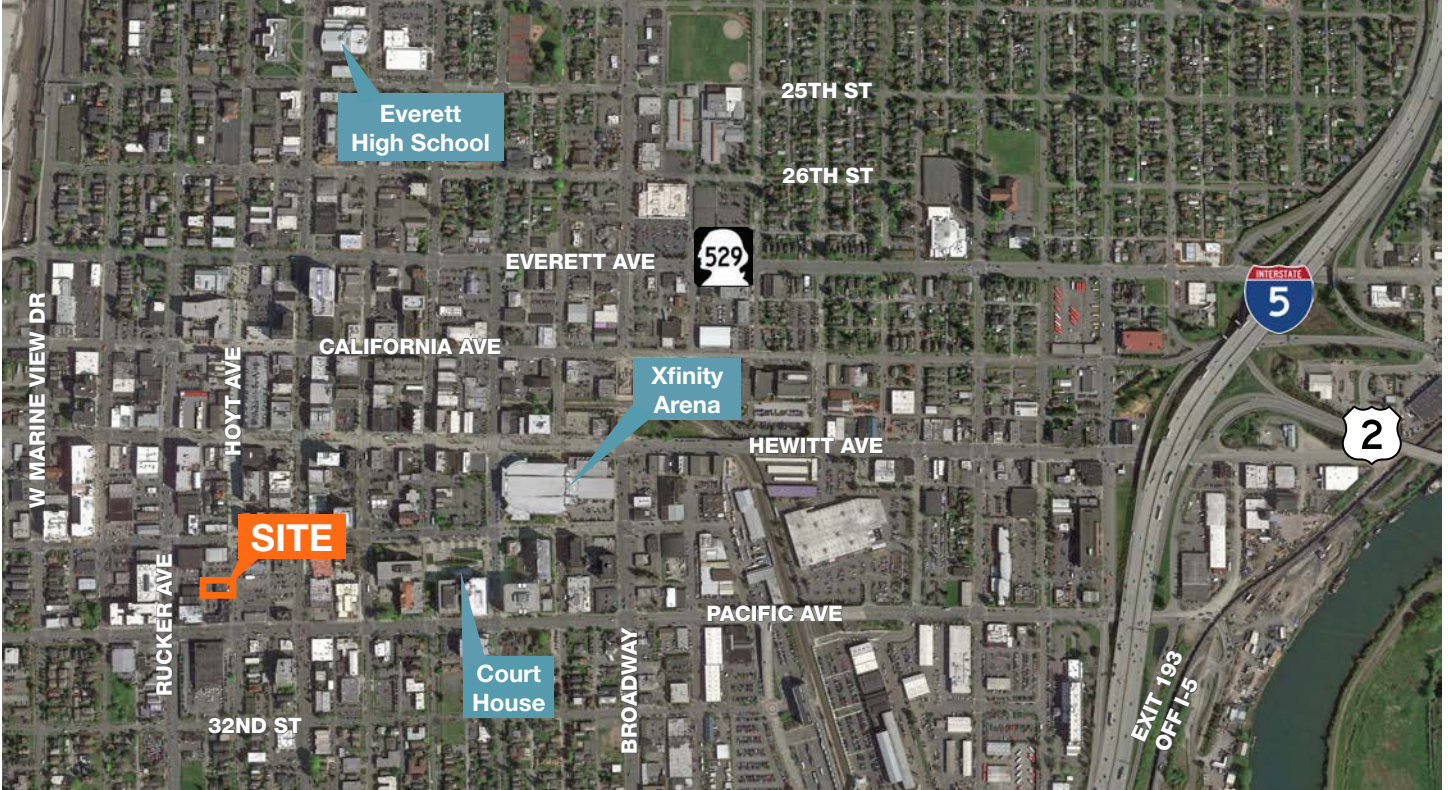 25TH ST
Everett
High School
26TH ST
529
EVERETT AVE
INTERSTATE
5
W MARINE VIEW DR
HOYT AVE
CALIFORNIA AVE
Xfinity
Arena
2
HEWITT AVE
SITE
RUCKER AVE
PACIFIC AVE
Court
House
BROADWAY
EXIT 193
OFF I-5
32ND ST